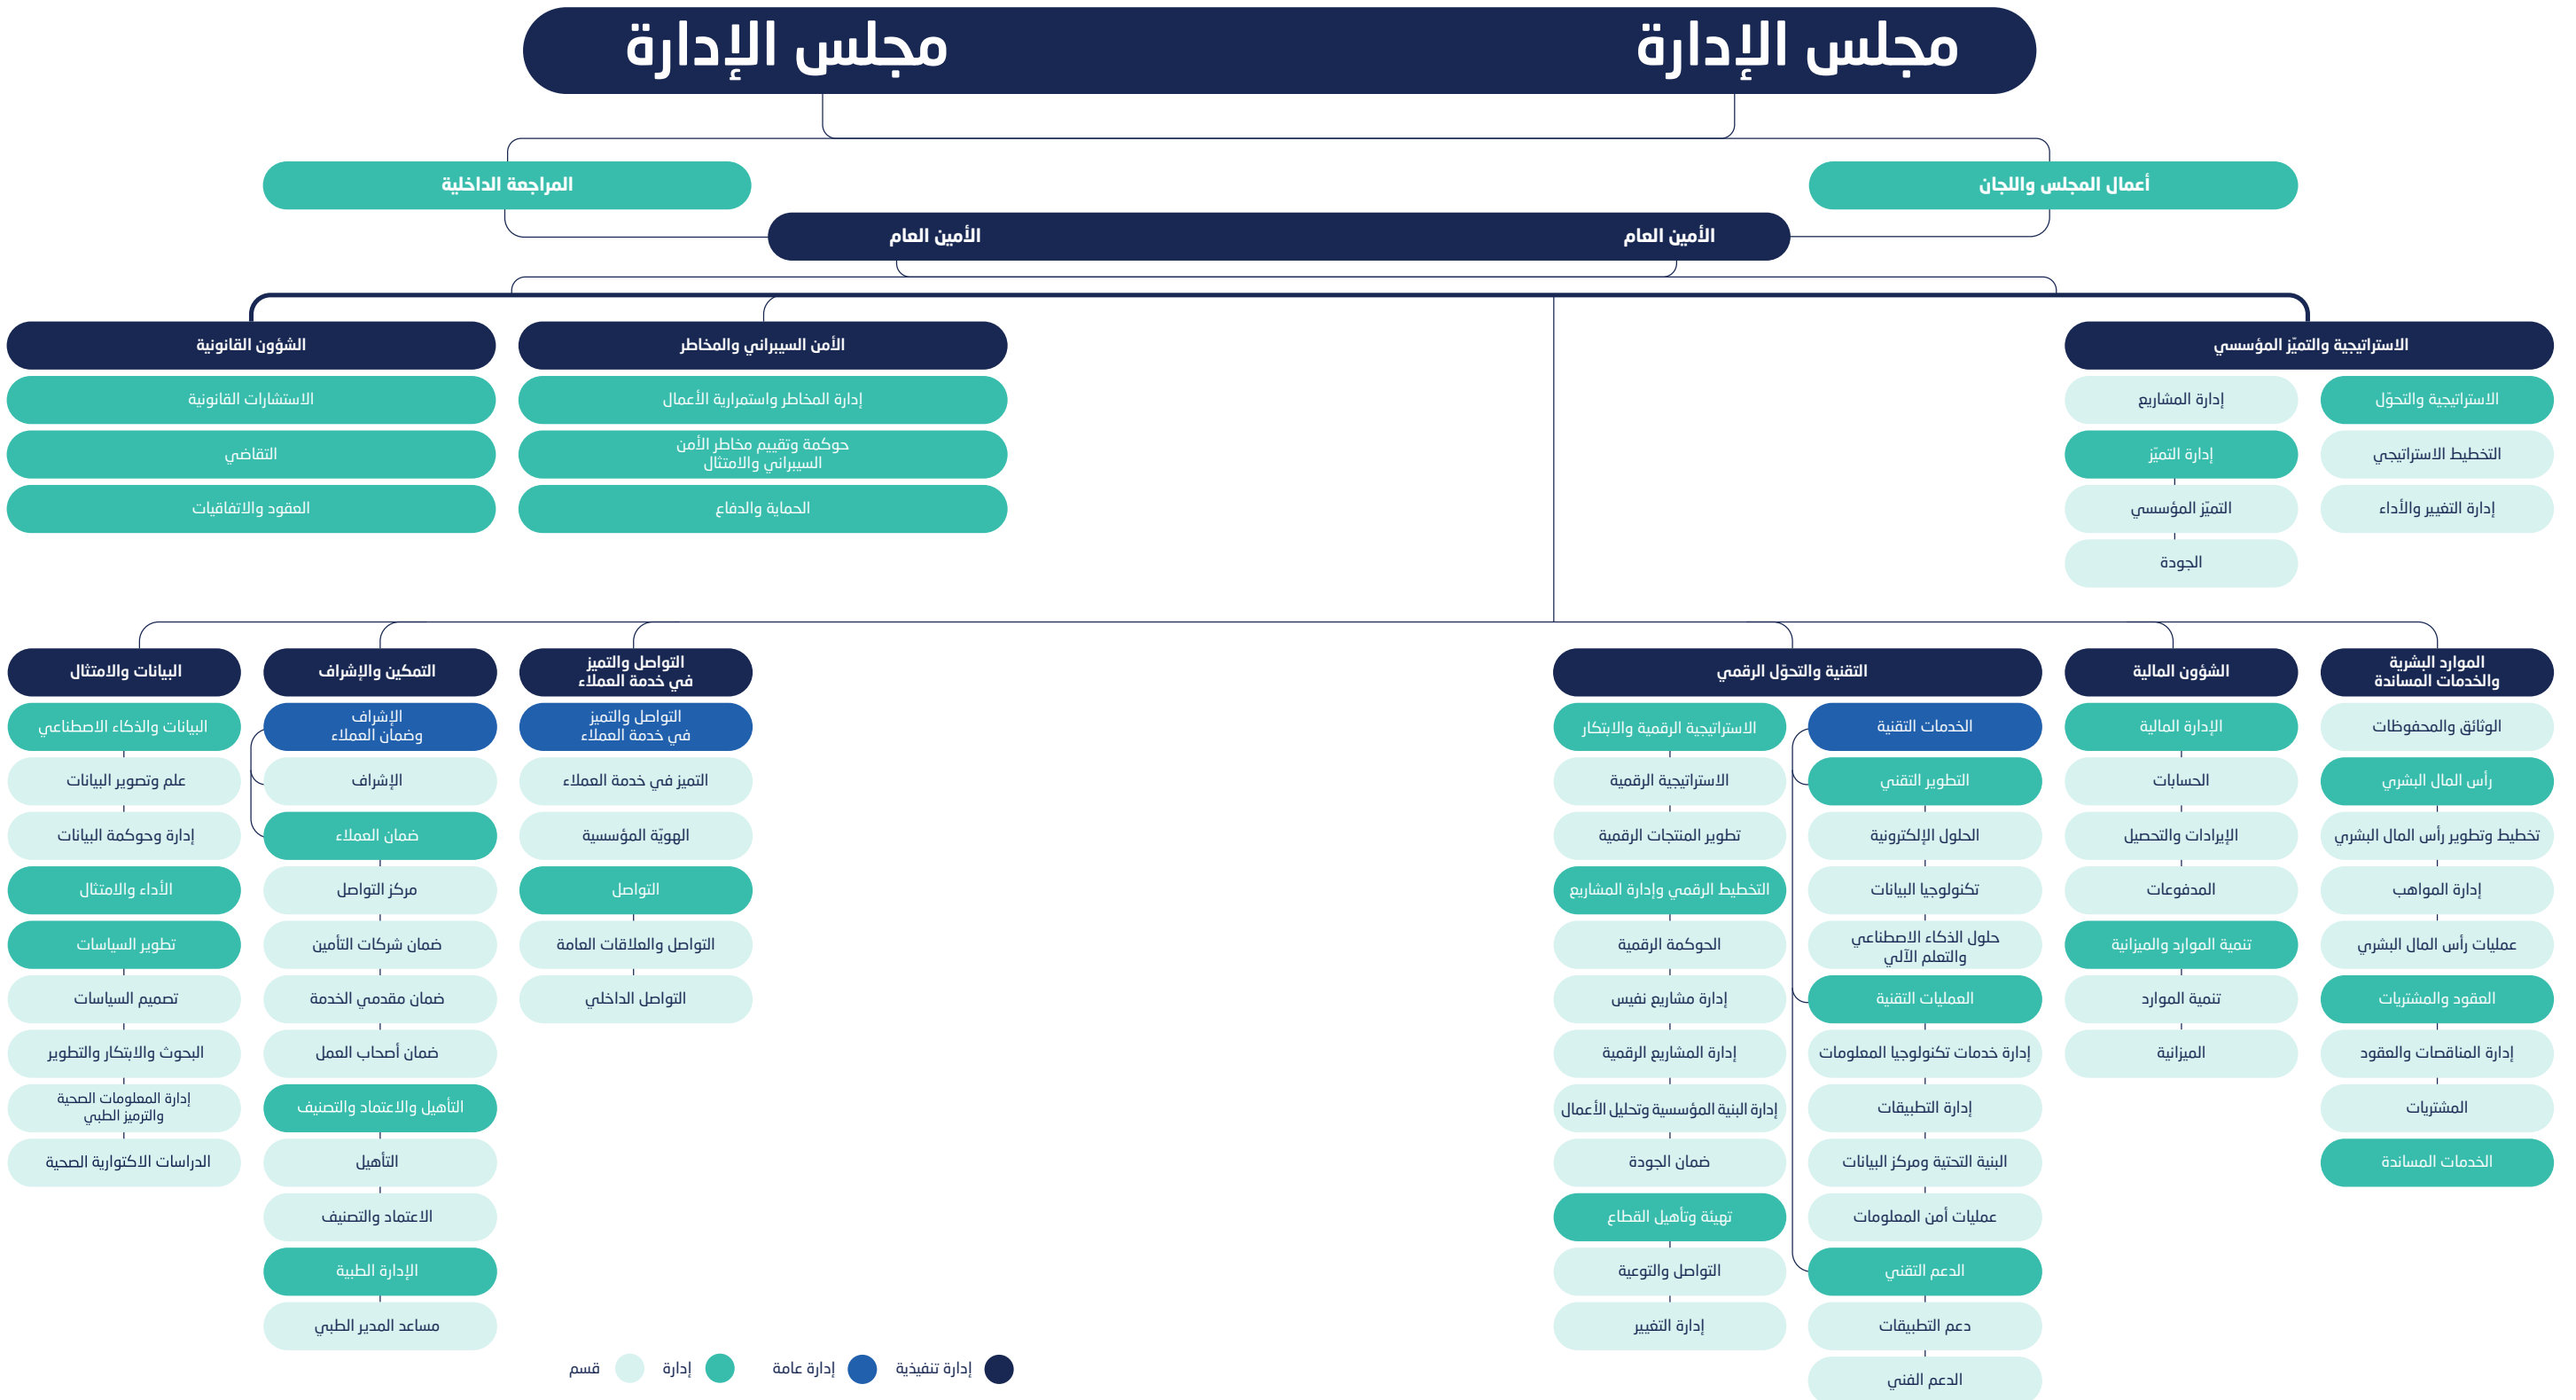 مجلس الإدارة
مجلس الإدارة
أعمال المجلس واللجان
المراجعة الداخلية
الأمين العام
الأمين العام
الاستراتيجية والتميّز المؤسسي
الاستراتيجية والتحوّل
التخطيط الاستراتيجي
إدارة التغيير والأداء
إدارة المشاريع
إدارة التميّز
التميّز المؤسسي
الجودة
الأمن السيبراني والمخاطر
إدارة المخاطر واستمرارية الأعمال
حوكمة وتقييم مخاطر الأمن
السيبراني والامتثال
الحماية والدفاع
الشؤون القانونية
الاستشارات القانونية
التقاضي
العقود والاتفاقيات
الموارد البشرية
والخدمات المساندة
الوثائق والمحفوظات
رأس المال البشري
تخطيط وتطوير رأس المال البشري
إدارة المواهب
عمليات رأس المال البشري
العقود والمشتريات
إدارة المناقصات والعقود
المشتريات
الخدمات المساندة
الشؤون المالية
الإدارة المالية
الحسابات
الإيرادات والتحصيل
المدفوعات
تنمية الموارد والميزانية
تنمية الموارد
الميزانية
التقنية والتحوّل الرقمي
الخدمات التقنية
التطوير التقني
الحلول الإلكترونية
تكنولوجيا البيانات
حلول الذكاء الاصطناعي
والتعلم الآلي
العمليات التقنية
إدارة خدمات تكنولوجيا المعلومات
إدارة التطبيقات
البنية التحتية ومركز البيانات
عمليات أمن المعلومات
الدعم التقني
دعم التطبيقات
الدعم الفني
الاستراتيجية الرقمية والابتكار
الاستراتيجية الرقمية
تطوير المنتجات الرقمية
التخطيط الرقمي وإدارة المشاريع
الحوكمة الرقمية
إدارة مشاريع نفيس
إدارة المشاريع الرقمية
إدارة البنية المؤسسية وتحليل الأعمال
ضمان الجودة
تهيئة وتأهيل القطاع
التواصل والتوعية
إدارة التغيير
التواصل والتميز
في خدمة العملاء
التواصل والتميز
في خدمة العملاء
التميز في خدمة العملاء
الهويّة المؤسسية
التواصل
التواصل والعلاقات العامة
التواصل الداخلي
التمكين والإشراف
الإشراف
وضمان العملاء
الإشراف
ضمان العملاء
مركز التواصل
ضمان شركات التأمين
ضمان مقدمي الخدمة
ضمان أصحاب العمل
التأهيل والاعتماد والتصنيف
التأهيل
الاعتماد والتصنيف
الإدارة الطبية
مساعد المدير الطبي
البيانات والامتثال
البيانات والذكاء الاصطناعي
علم وتصوير البيانات
إدارة وحوكمة البيانات
الأداء والامتثال
تطوير السياسات
تصميم السياسات
البحوث والابتكار والتطوير
إدارة المعلومات الصحية
والترميز الطبي
الدراسات الاكتوارية الصحية
إدارة تنفيذية
إدارة عامة
إدارة
قسم